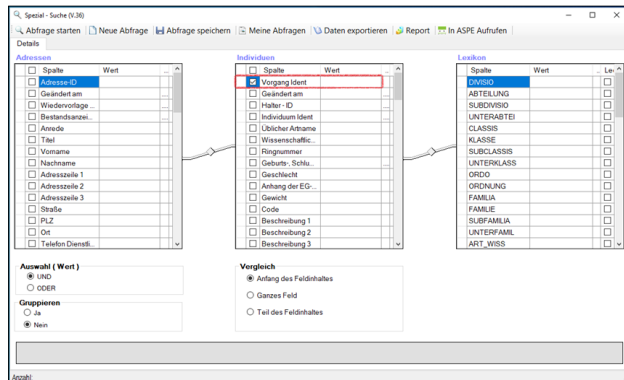 Spezial - Suche (V.36)
Abfrage starten Neue Abfrage Abfrage speichern Meine Abfragen Daten exportieren Report In ASPE Aufrufen
Details
Adressen
Spalte Wert ...
Adresse-ID
Geändert am ...
Wiedervorlage ... ...
Bestandsanzei... ...
Anrede
Titel
Vorname
Nachname
Adresszeile 1
Adresszeile 2
Adresszeile 3
Straße
PLZ
Ort
Telefon Dienstli...
Individuen
Spalte Wert ..
Vorgang Ident
Geändert am ...
Halter - ID
Individuum Ident ...
Üblicher Artname
Wissenschaftlic...
Ringnummer
Geburts-, Schlu... ...
Geschlecht
Anhang der EG-...
Gewicht
Code
Beschreibung 1
Beschreibung 2
Beschreibung 3
Lexikon
Spalte Wert ..
DIVISIO
ABTEILUNG
SUBDIVISIO
UNTERABTEI
CLASSIS
KLASSE
SUBCLASSIS
UNTERKLASS
ORDO
ORDNUNG
FAMILIA
FAMILIE
SUBFAMILIA
UNTERFAMIL
ART_WISS
Auswahl ( Wert )
UND
ODER
Gruppieren
Ja
Nein
Vergleich
Anfang des Feldinhaltes
Ganzes Feld
Teil des Feldinhaltes
Anzahl: